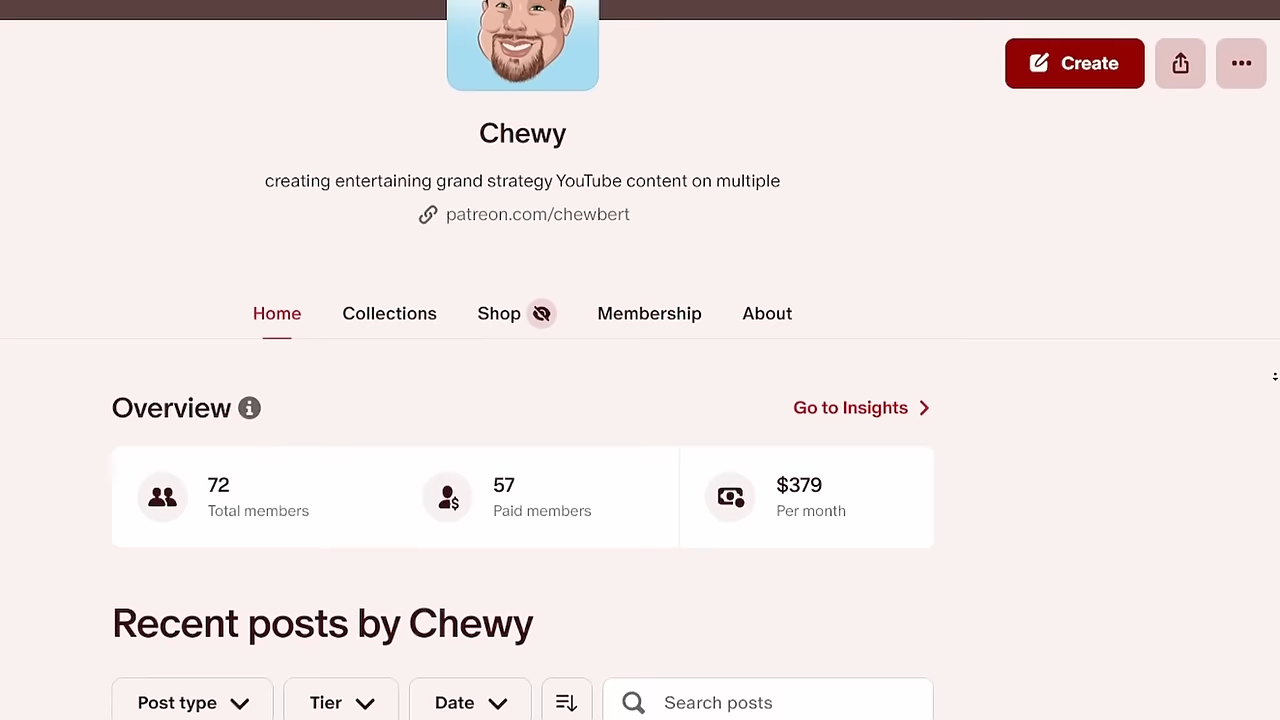 Create
Chewy
creating entertaining grand strategy YouTube content on multiple
patreon.com/chewbert
Home Collections Shop Membership About
Overview
Go to Insights
72 57 $379
Total members Paid members Per month
Recent posts by Chewy
Post type Tier Date Search posts